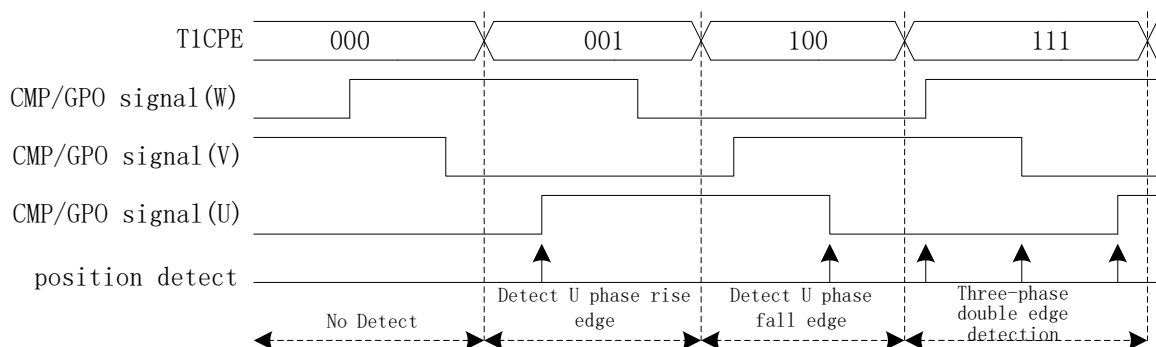 T1CPE 000 001 100 111
CMP/GPO signal(W)
CMP/GPO signal(V)
CMP/GPO signal(U)
position detect
No Detect
Detect U phase rise
edge
Detect U phase
fall edge
Three-phase
double edge
detection